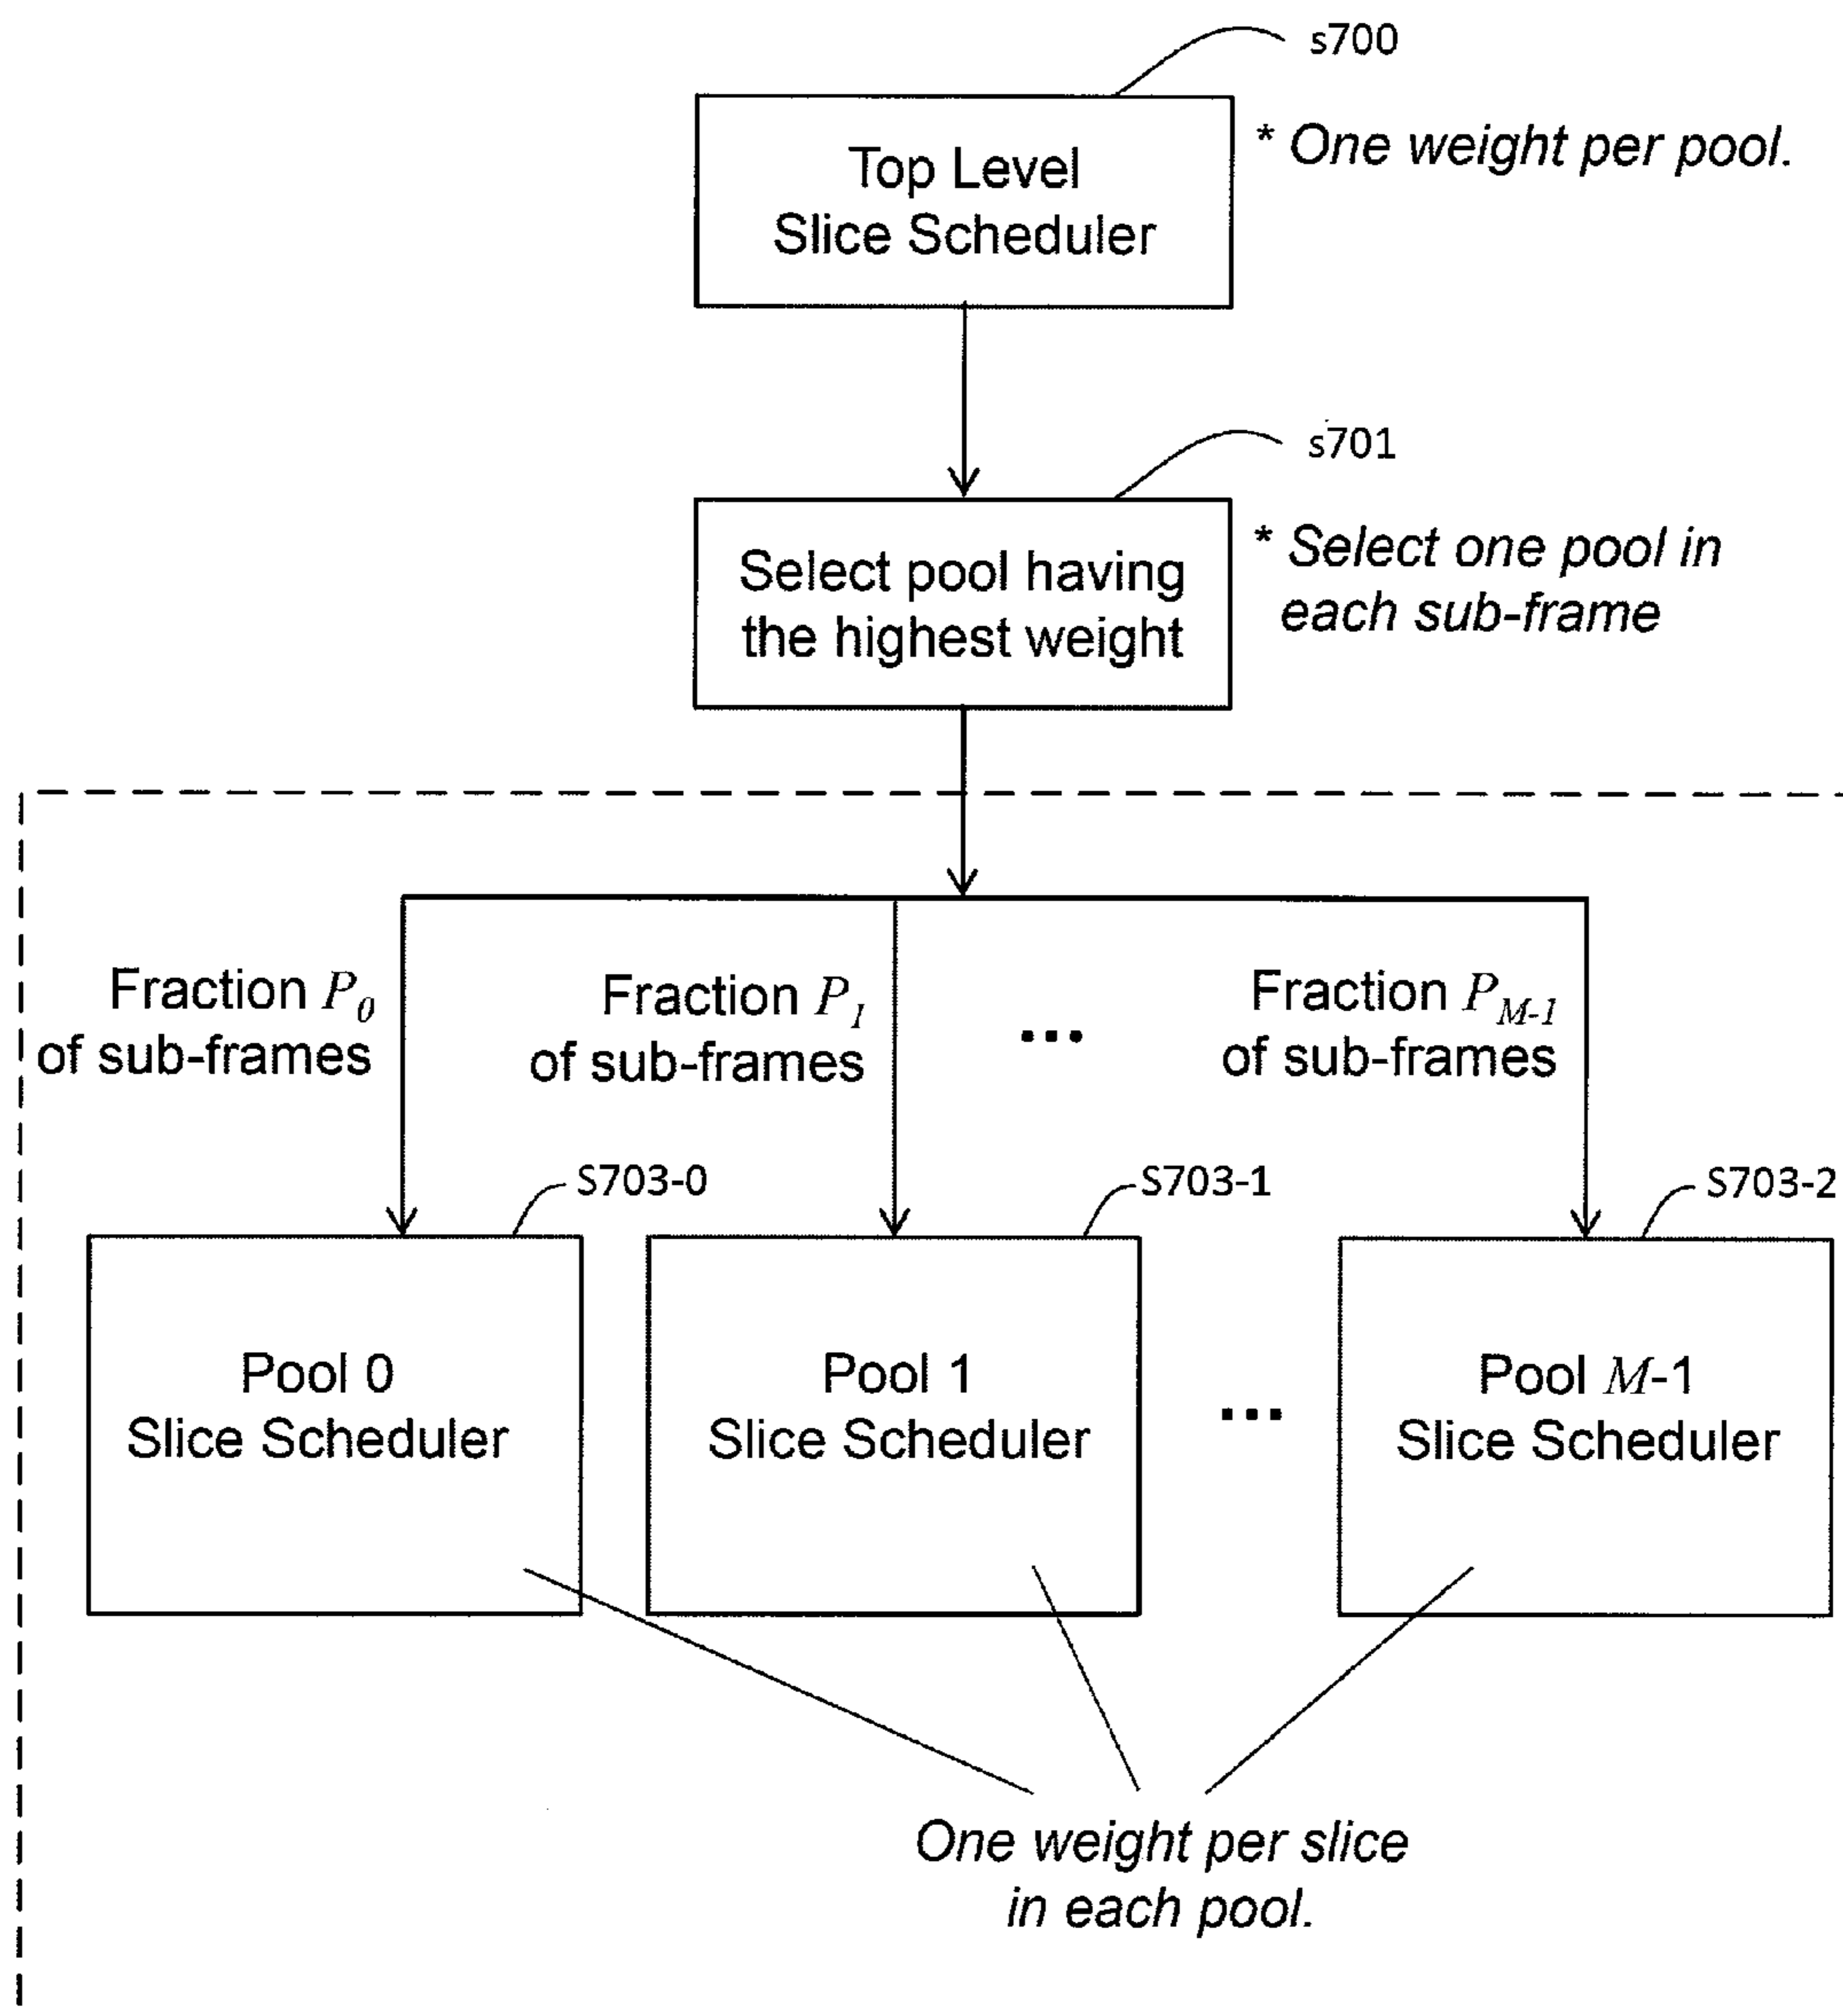 s700
Top Level
Slice Scheduler
* One weight per pool.
s701
Select pool having
the highest weight
* Select one pool in
each sub-frame
Fraction P0
of sub-frames
Fraction P1
of sub-frames
...
Fraction PM-1
of sub-frames
S703-0
S703-1
S703-2
Pool 0
Slice Scheduler
Pool 1
Slice Scheduler
...
Pool M-1
Slice Scheduler
One weight per slice
in each pool.